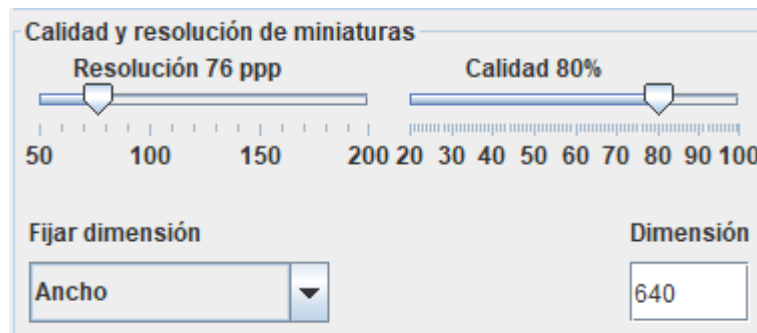 Calidad y resolución de miniaturas
Resolución 76 ppp Calidad 80%
50 100 150 200 20 30 40 50 60 70 80 90 100
Fijar dimensión Dimensión
Ancho 640